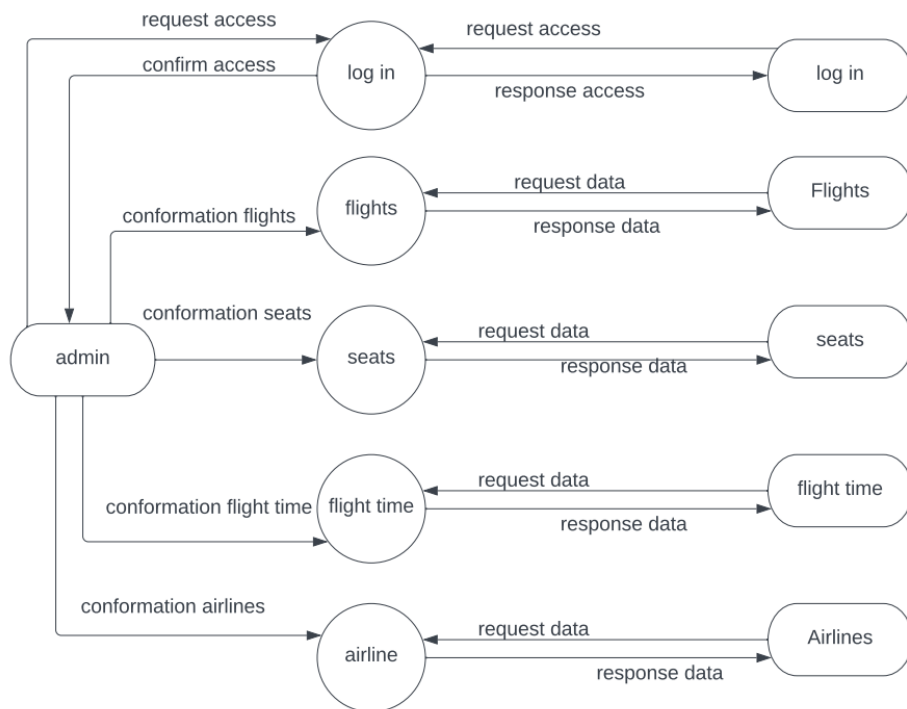 request access
request access
confirm access
log in
response access
log in
conformation flights
flights
request data
response data
Flights
conformation seats
admin
seats
request data
response data
seats
conformation flight time
flight time
request data
response data
flight time
conformation airlines
airline
request data
response data
Airlines